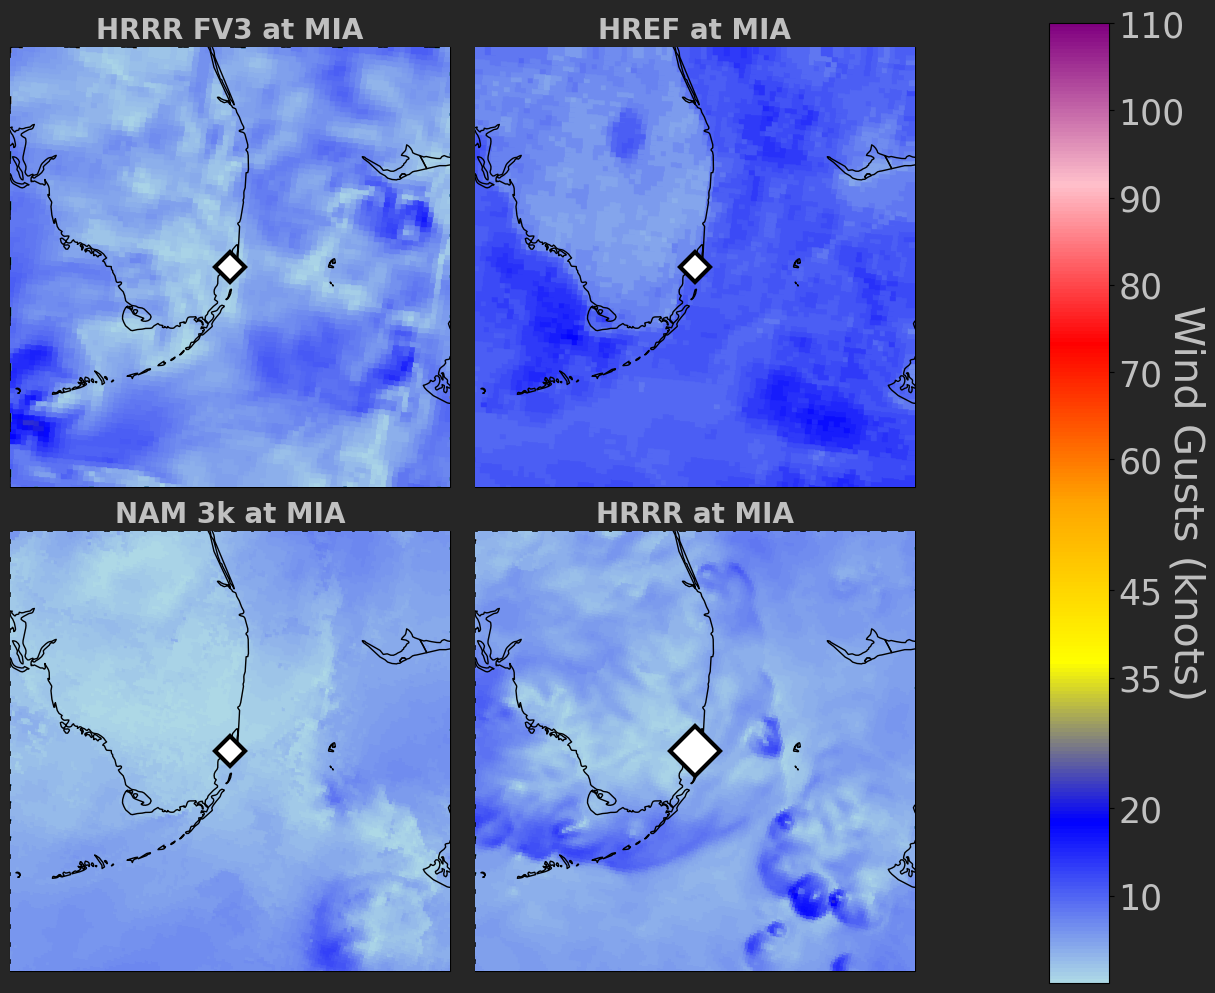 HRRR FV3 at MIA
HREF at MIA
NAM 3k at MIA
HRRR at MIA
110
100
90
80
70
60
45
35
20
10
Wind Gusts (knots)